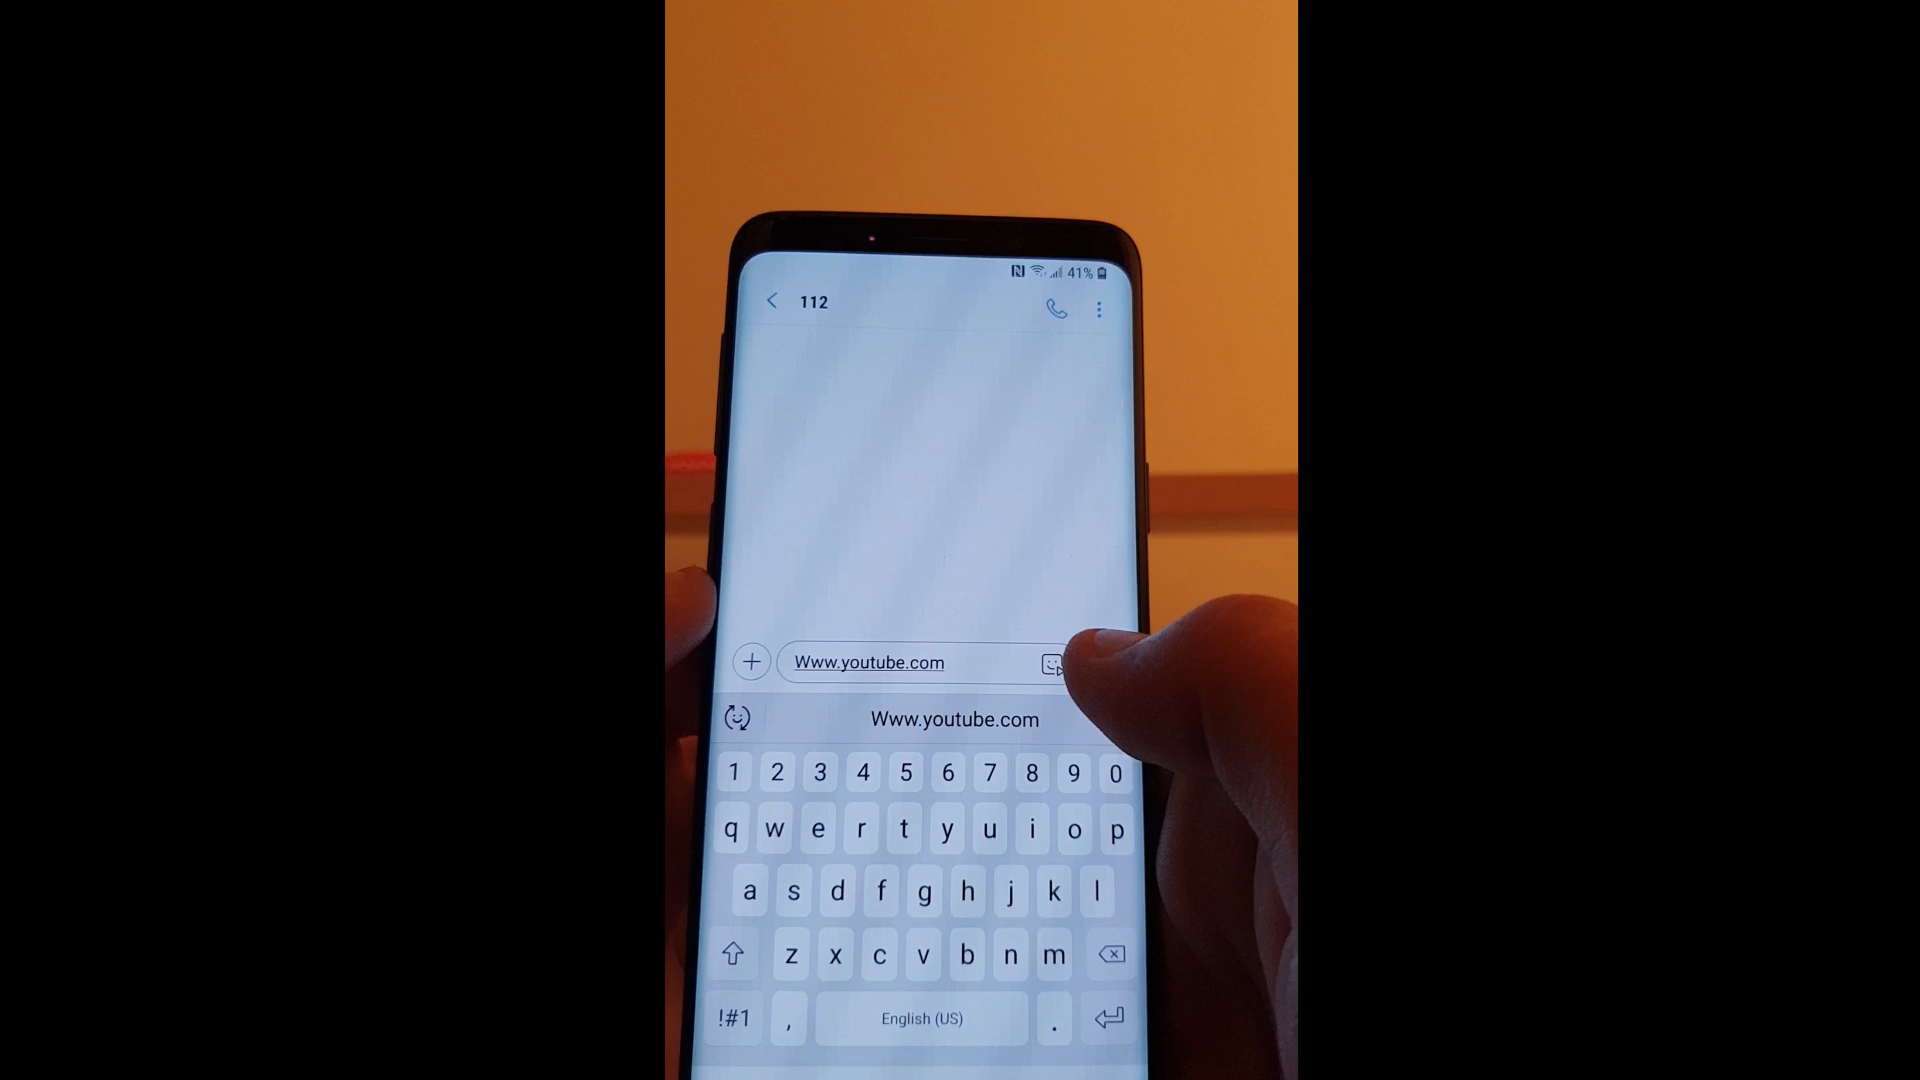 41%
112
Www.youtube.com
Www.youtube.com
1 2 3 4 5 6 7 8 9 0
q w e r t y u i o p
a s d f g h j k l
z x c v b n m
!#1 , English (US) .